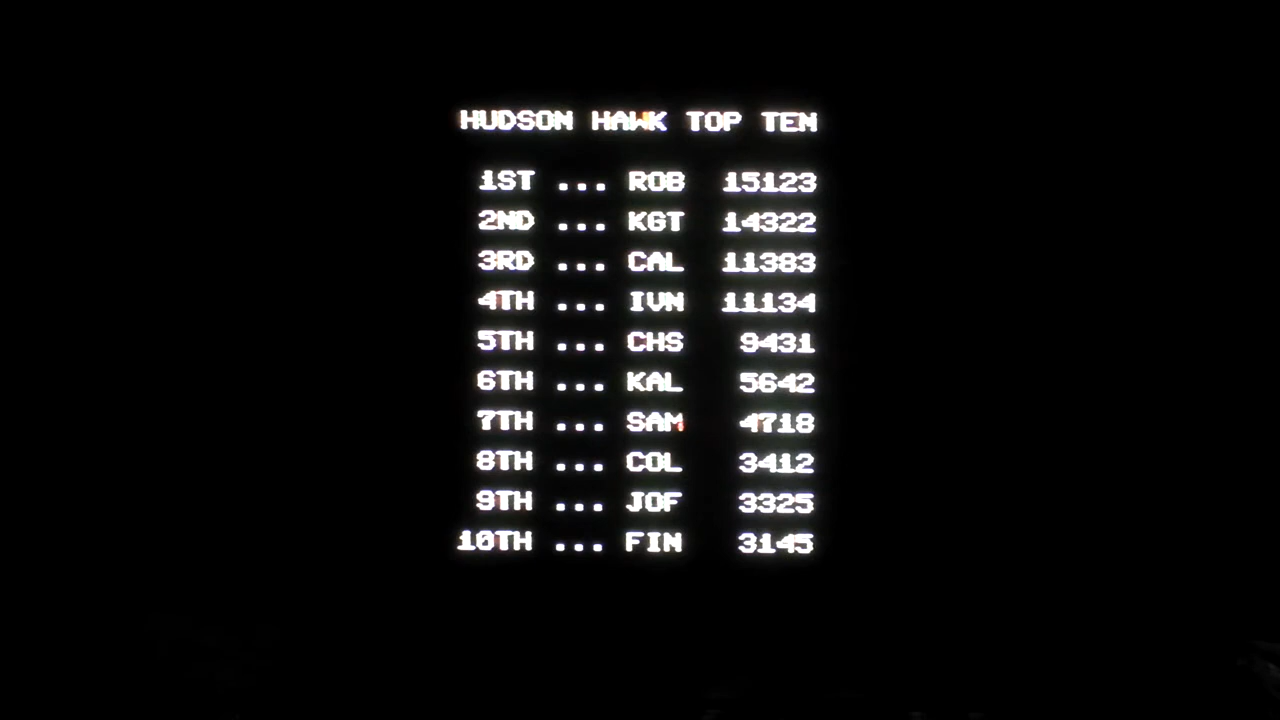 HUDSON HAWK TOP TEN
1ST ... ROB 15123
2ND ... KGT 14322
3RD ... CAL 11383
4TH ... IVN 11134
5TH ... CHS 9431
6TH ... KAL 5642
7TH ... SAM 4718
8TH ... COL 3412
9TH ... JOF 3325
10TH ... FIN 3145